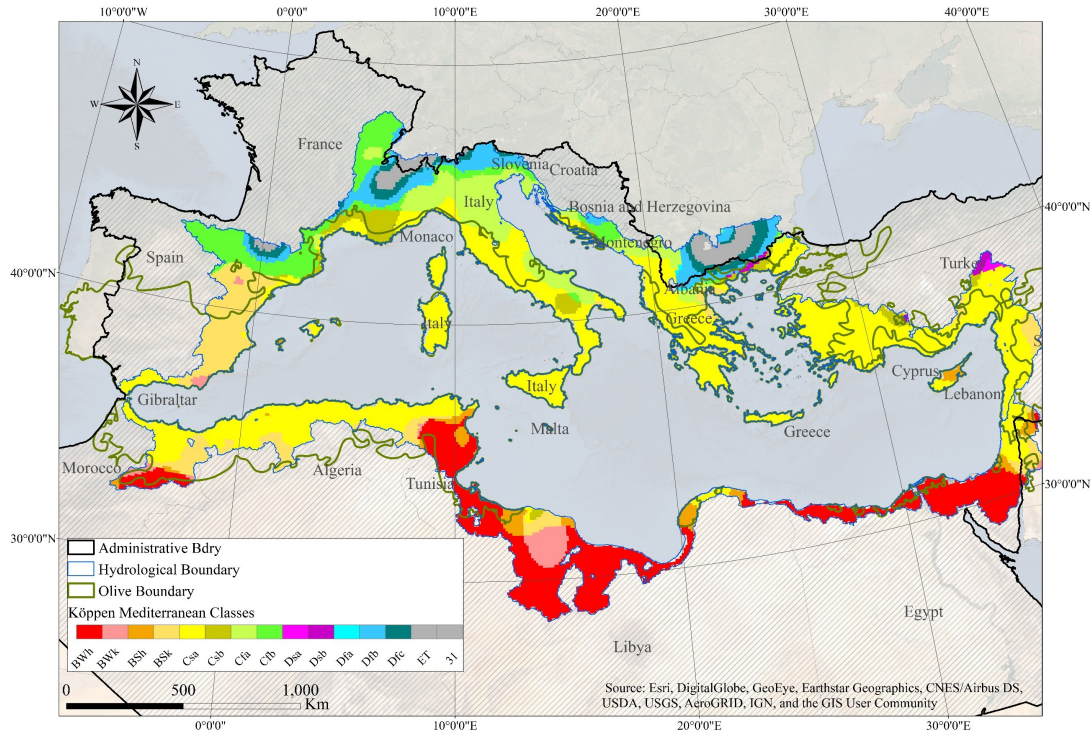 10°0'0"W 0°0'0" 10°0'0"E 20°0'0"E 30°0'0"E 40°0'0"E
N
W E
S
France
Slovenia
Croatia
Italy
Bosnia and Herzegovina
40°0'0"N
Monaco
Montenegro
Spain
Turkey
40°0'0"N
Albania
Italy
Greece
Cyprus
Italy
Lebanon
Gibraltar
Malta
Greece
Morocco
Algeria
Tunisia
30°0'0"N
30°0'0"N
Administrative Bdry
Hydrological Boundary
Olive Boundary
Köppen Mediterranean Classes
BWh BWk BSh BSk Csa Csb Cfa Cfb Dsa Dsb Dfa Dfb Dfc ET 31
Egypt
Libya
0 500 1,000
Km
Source: Esri, DigitalGlobe, GeoEye, Earthstar Geographics, CNES/Airbus DS,
USDA, USGS, AeroGRID, IGN, and the GIS User Community
0°0'0" 10°0'0"E 20°0'0"E 30°0'0"E